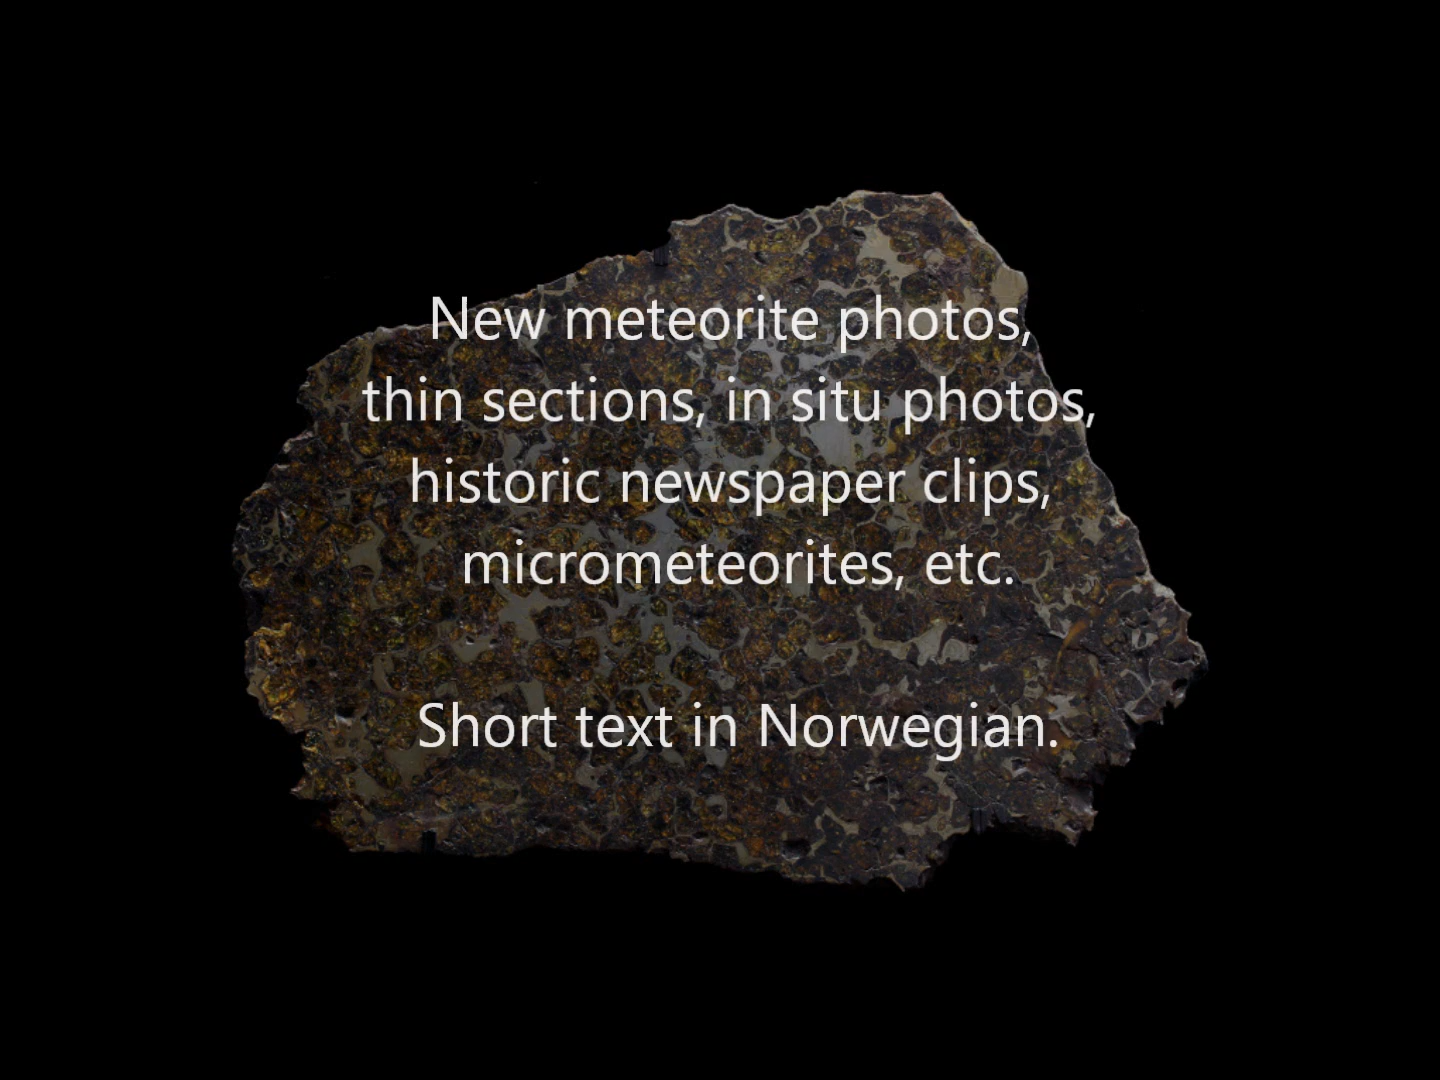 New meteorite photos,
thin sections, in situ photos,
historic newspaper clips,
micrometeorites, etc.
Short text in Norwegian.